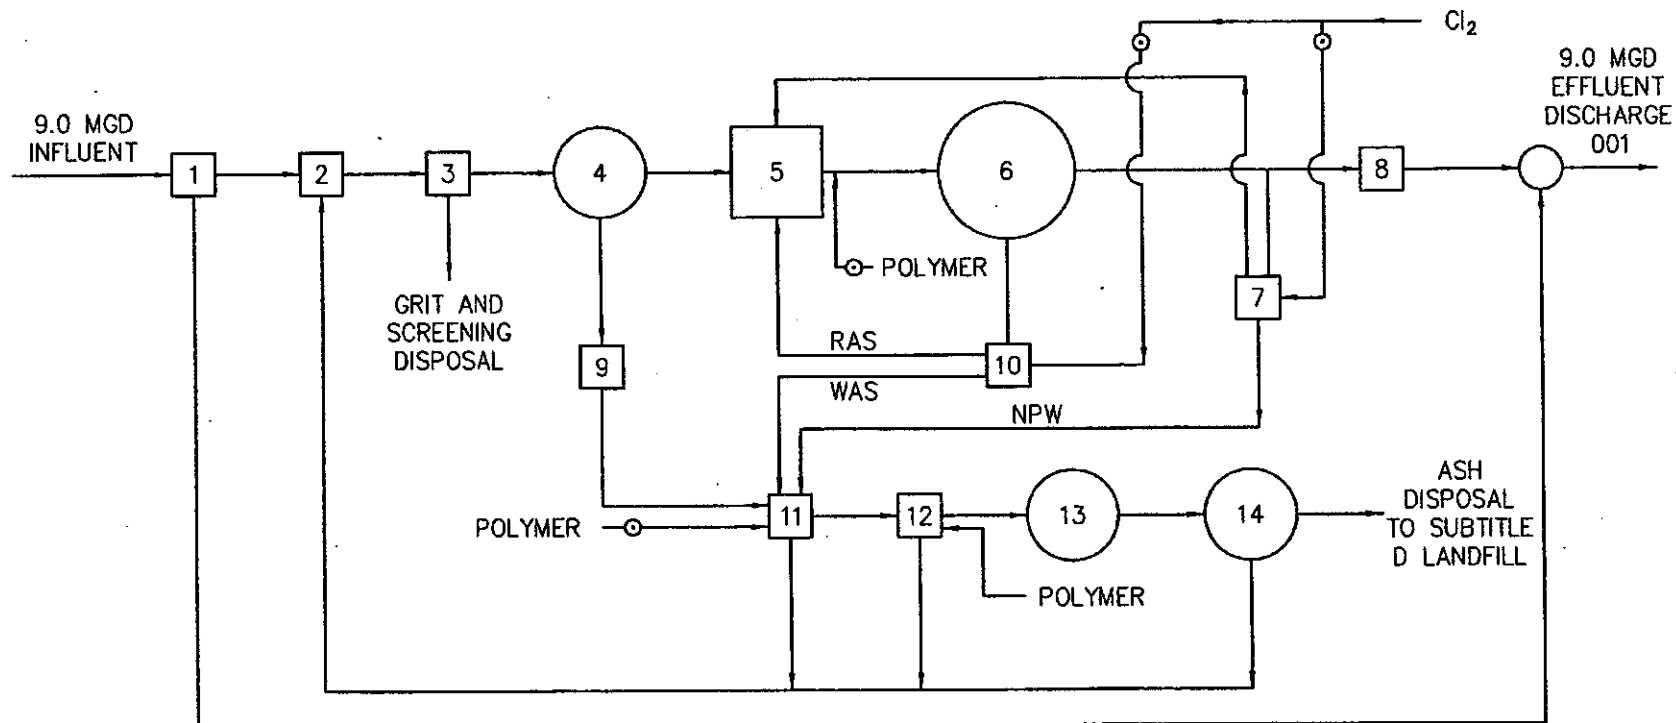 Cl₂
9.0 MGD
EFFLUENT
DISCHARGE
001
9.0 MGD
INFLUENT
1
2
3
4
5
6
8
POLYMER
7
GRIT AND
SCREENING
DISPOSAL
RAS
9
10
WAS
NPW
ASH
DISPOSAL
TO SUBTITLE
D LANDFILL
POLYMER
11
12
13
14
POLYMER